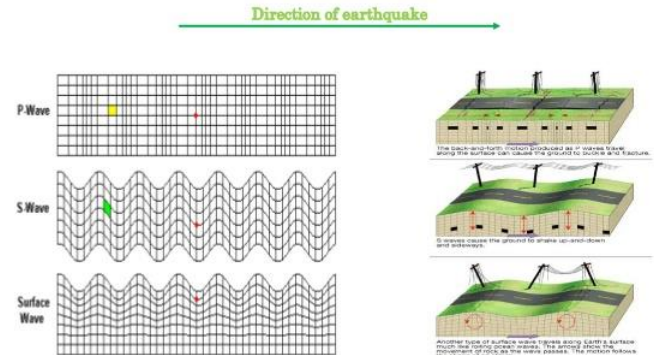 Direction of earthquake
P-Wave
The back-and-forth motion produced as P waves travel
along the surface can cause the ground to buckle and fracture.
S-Wave
S waves cause the ground to shake up-and-down
and sideways.
Surface
Wave
Another type of surface wave travels along Earth's surface
much like rolling ocean waves. The arrows show the
movement of rock as the wave passes. The motion follows